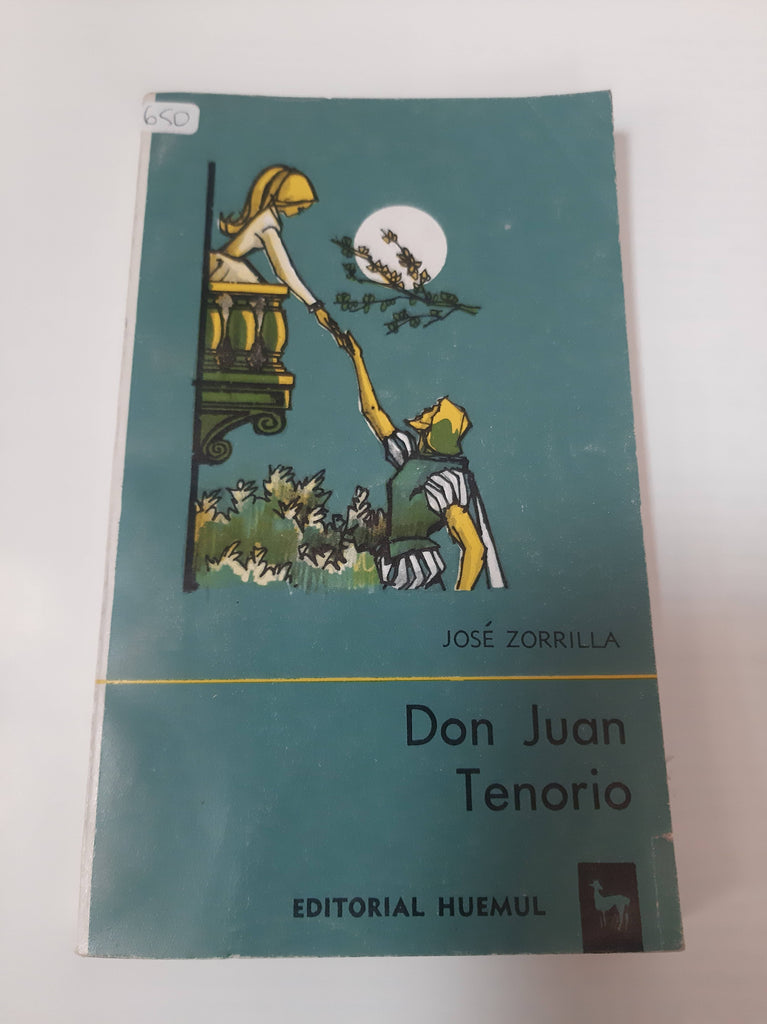 650
JOSÉ ZORRILLA
Don Juan
Tenorio
EDITORIAL HUEMUL